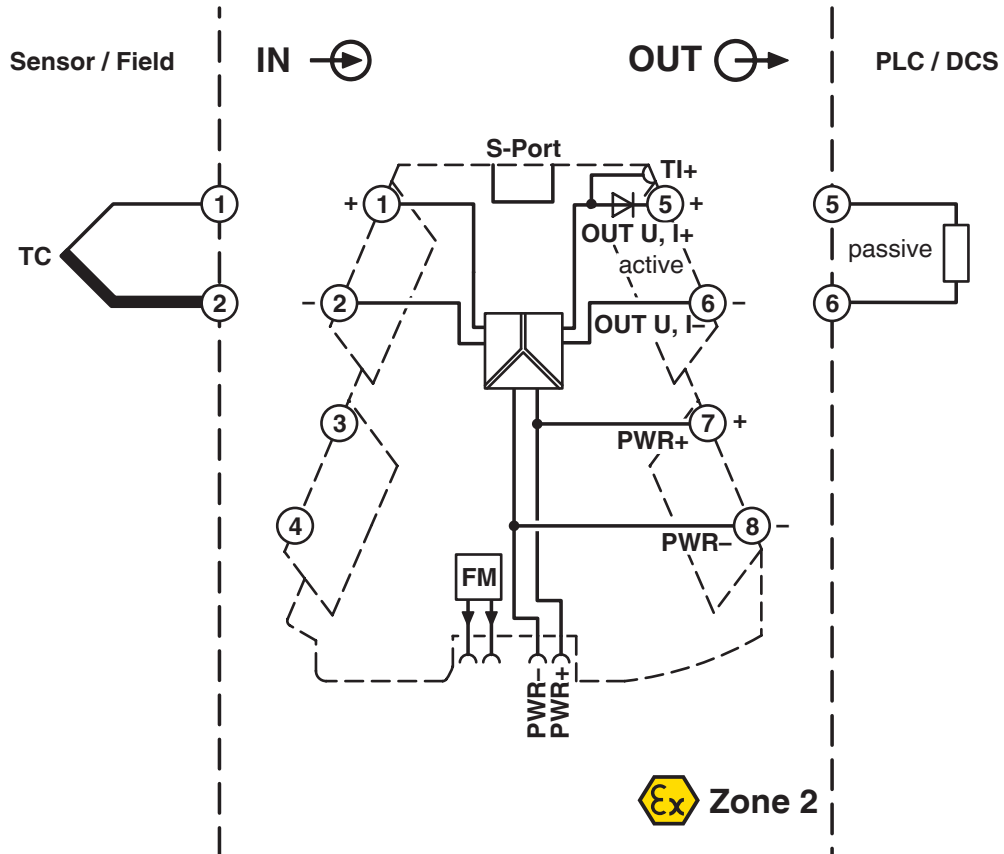 Sensor / Field
IN
OUT
PLC / DCS
S-Port
TI+
1
+ 1
5 +
5
OUT U, I+
TC
active
passive
2
– 2
6 –
6
OUT U, I–
3
7 +
PWR+
4
8 –
PWR–
FM
PWR–
PWR+
Ex Zone 2